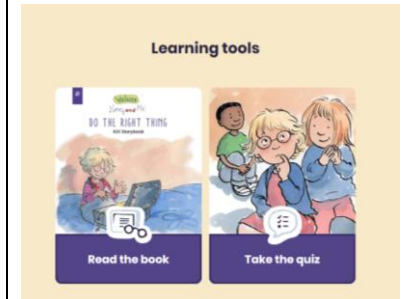 Learning tools
DO THE RIGHT THING
Read the book
Take the quiz